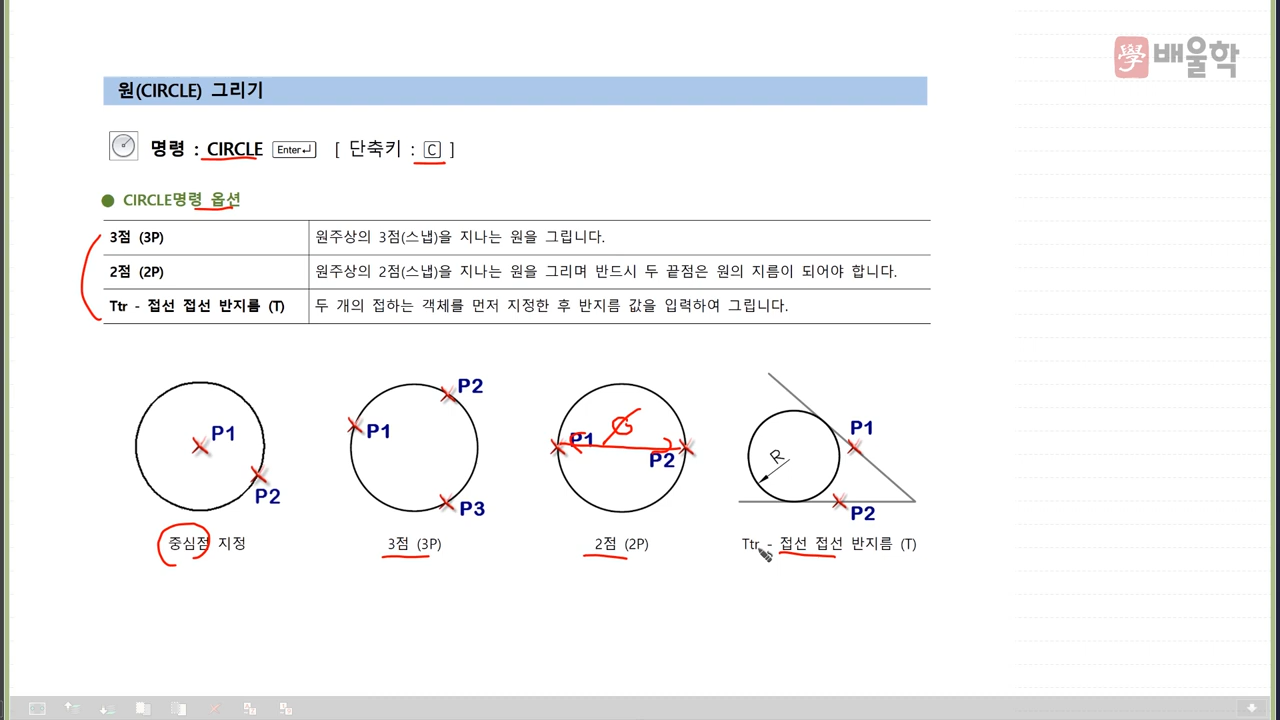 學 배울학
원(CIRCLE) 그리기
명령 : CIRCLE Enter↵ [ 단축키 : C ]
● CIRCLE명령 옵션
3점 (3P) 원주상의 3점(스냅)을 지나는 원을 그립니다.
2점 (2P) 원주상의 2점(스냅)을 지나는 원을 그리며 반드시 두 끝점은 원의 지름이 되어야 합니다.
Ttr - 접선 접선 반지름 (T) 두 개의 접하는 객체를 먼저 지정한 후 반지름 값을 입력하여 그립니다.
P1
P2
P1
P2
P3
P1
P2
∅
R
P1
P2
중심점 지정
3점 (3P)
2점 (2P)
Ttr - 접선 접선 반지름 (T)